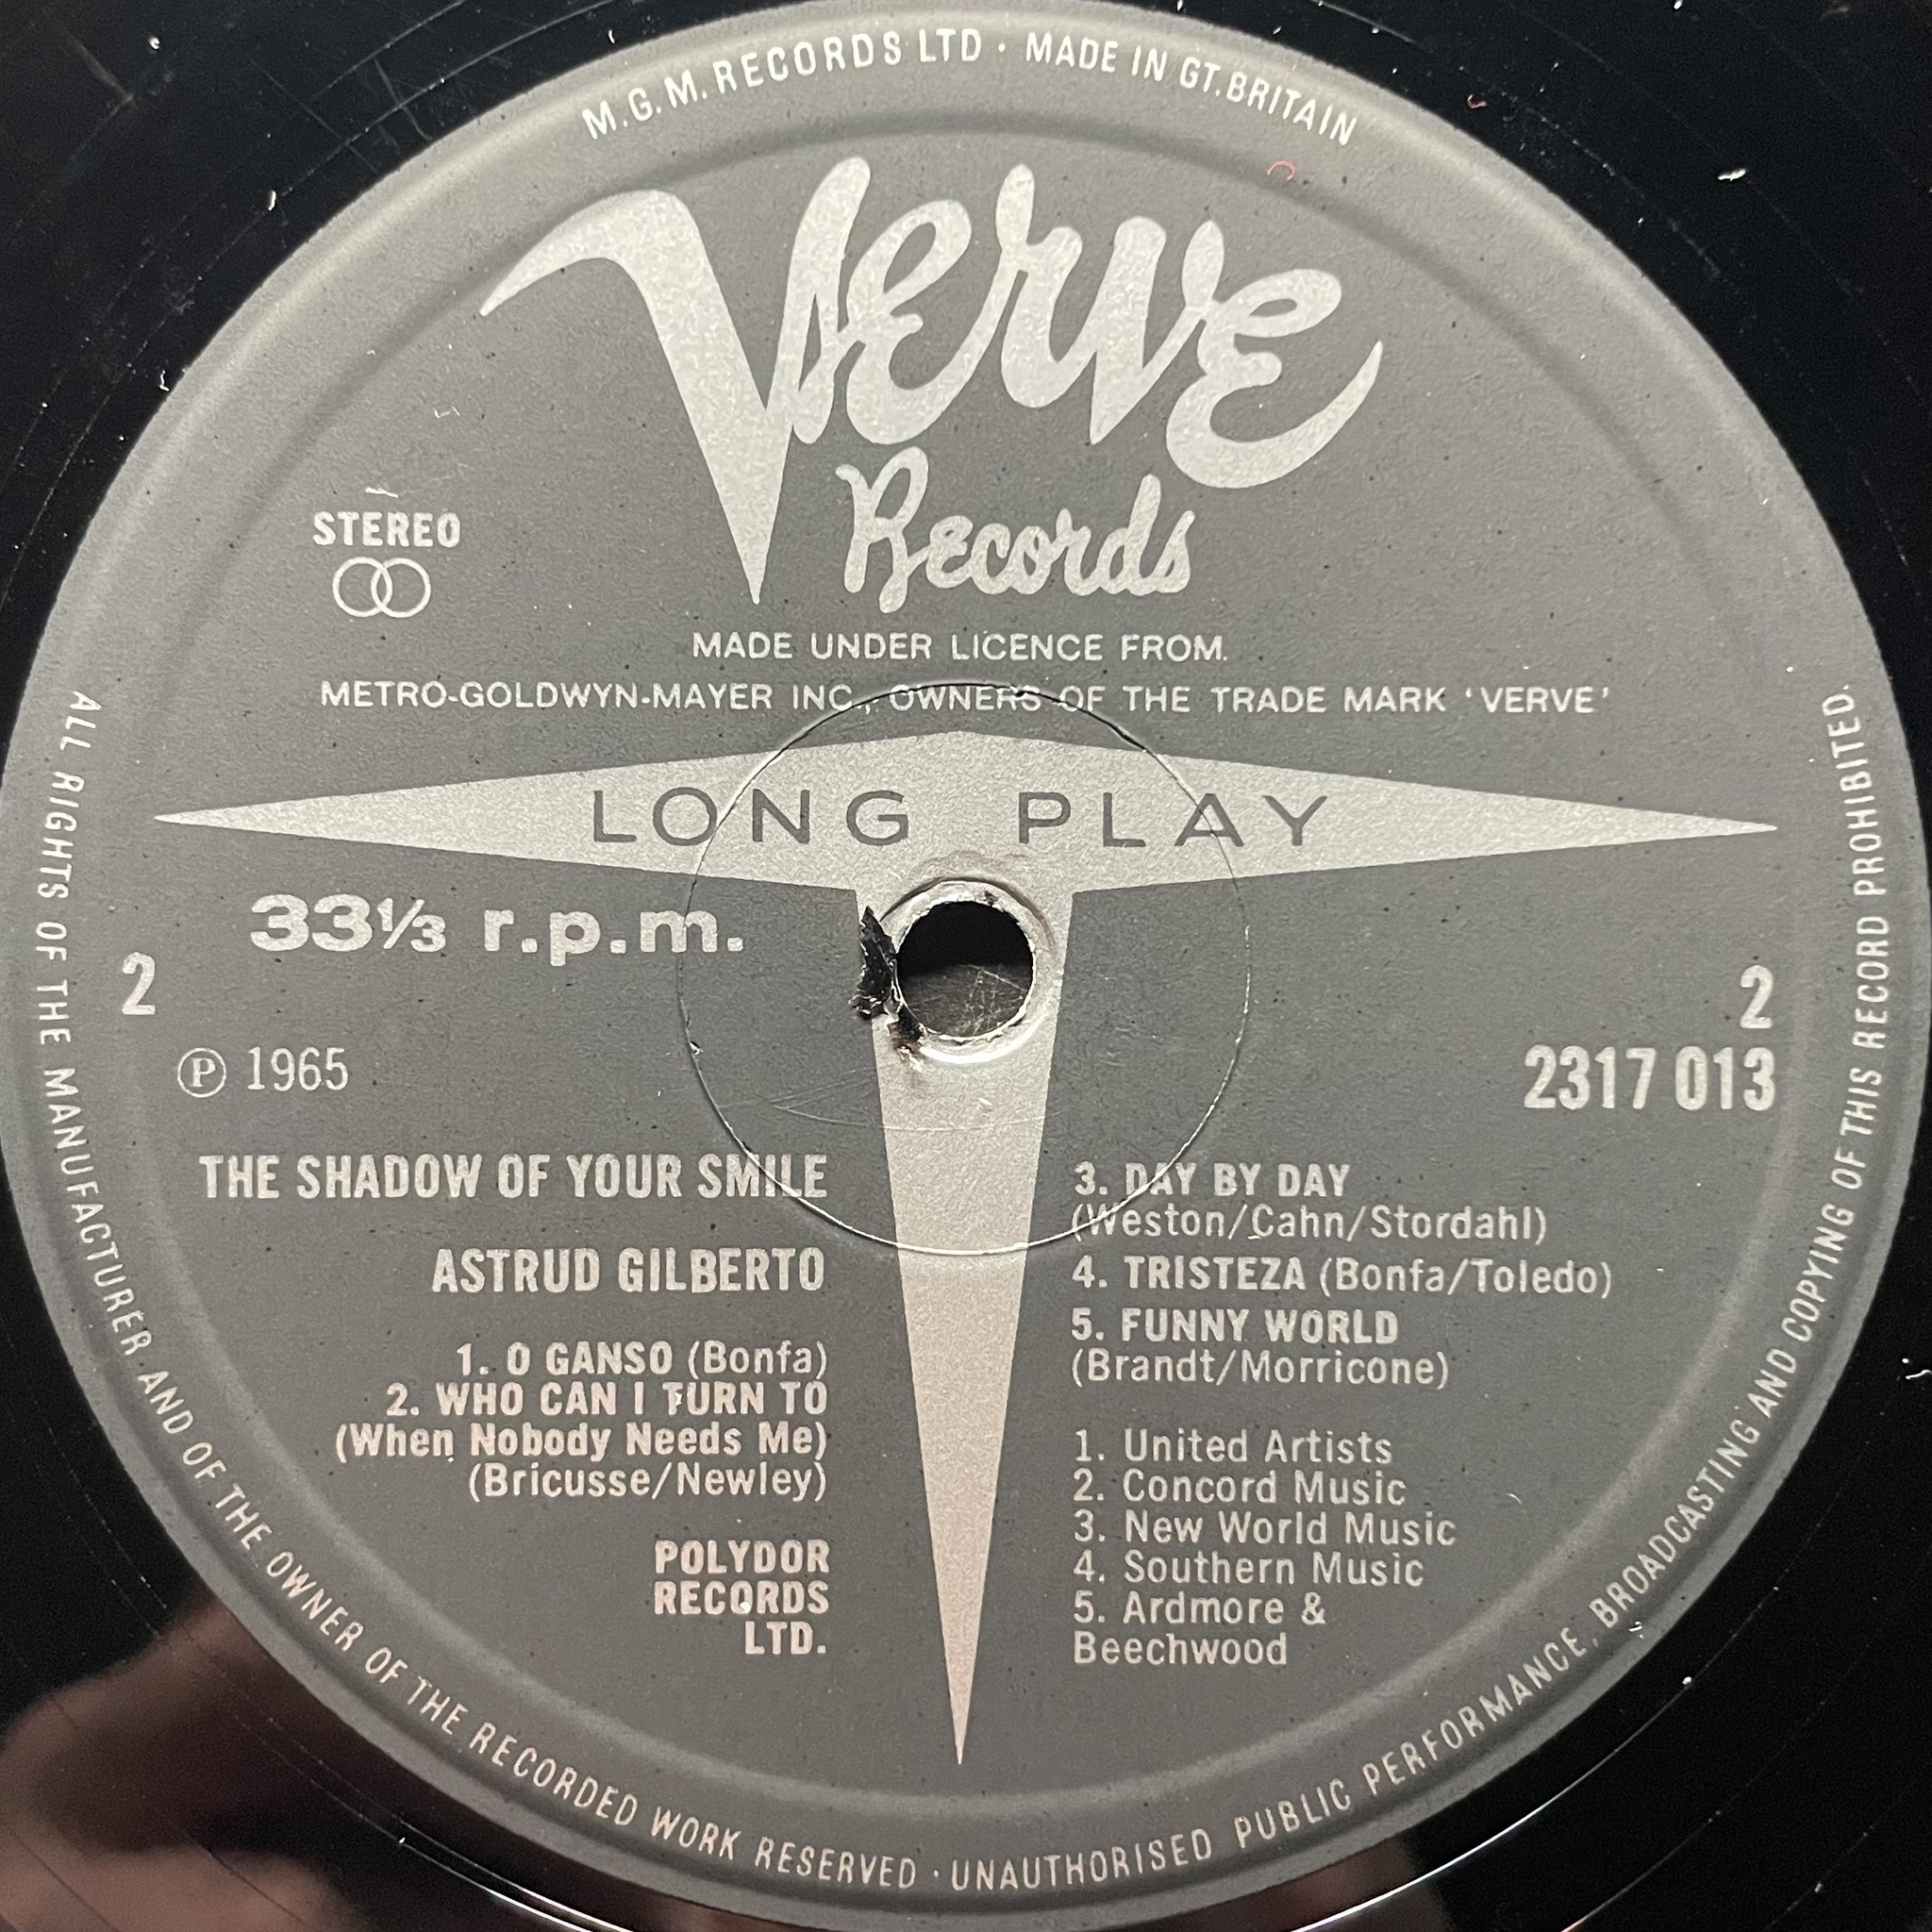 M.G.M. RECORDS LTD · MADE IN GT. BRITAIN
Verve
Records
STEREO
MADE UNDER LICENCE FROM.
METRO-GOLDWYN-MAYER INC., OWNERS OF THE TRADE MARK ‘VERVE’
LONG PLAY
33⅓ r.p.m.
2
2
Ⓟ 1965
2317 013
THE SHADOW OF YOUR SMILE
ASTRUD GILBERTO
1. O GANSO (Bonfa)
2. WHO CAN I TURN TO
(When Nobody Needs Me)
(Bricusse/Newley)
POLYDOR
RECORDS
LTD.
3. DAY BY DAY
(Weston/Cahn/Stordahl)
4. TRISTEZA (Bonfa/Toledo)
5. FUNNY WORLD
(Brandt/Morricone)
1. United Artists
2. Concord Music
3. New World Music
4. Southern Music
5. Ardmore &
Beechwood
ALL RIGHTS OF THE MANUFACTURER AND OF THE OWNER OF THE RECORDED WORK RESERVED · UNAUTHORISED PUBLIC PERFORMANCE, BROADCASTING AND COPYING OF THIS RECORD PROHIBITED.